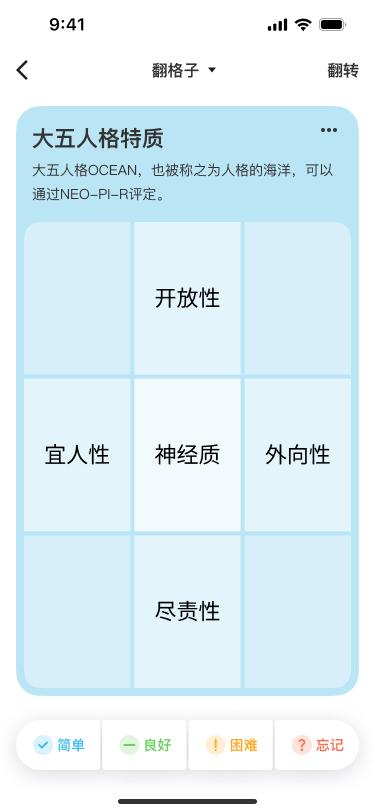 9:41
翻格子
翻转
大五人格特质
大五人格OCEAN，也被称之为人格的海洋，可以
通过NEO-PI-R评定。
开放性
宜人性
神经质
外向性
尽责性
简单
良好
困难
忘记